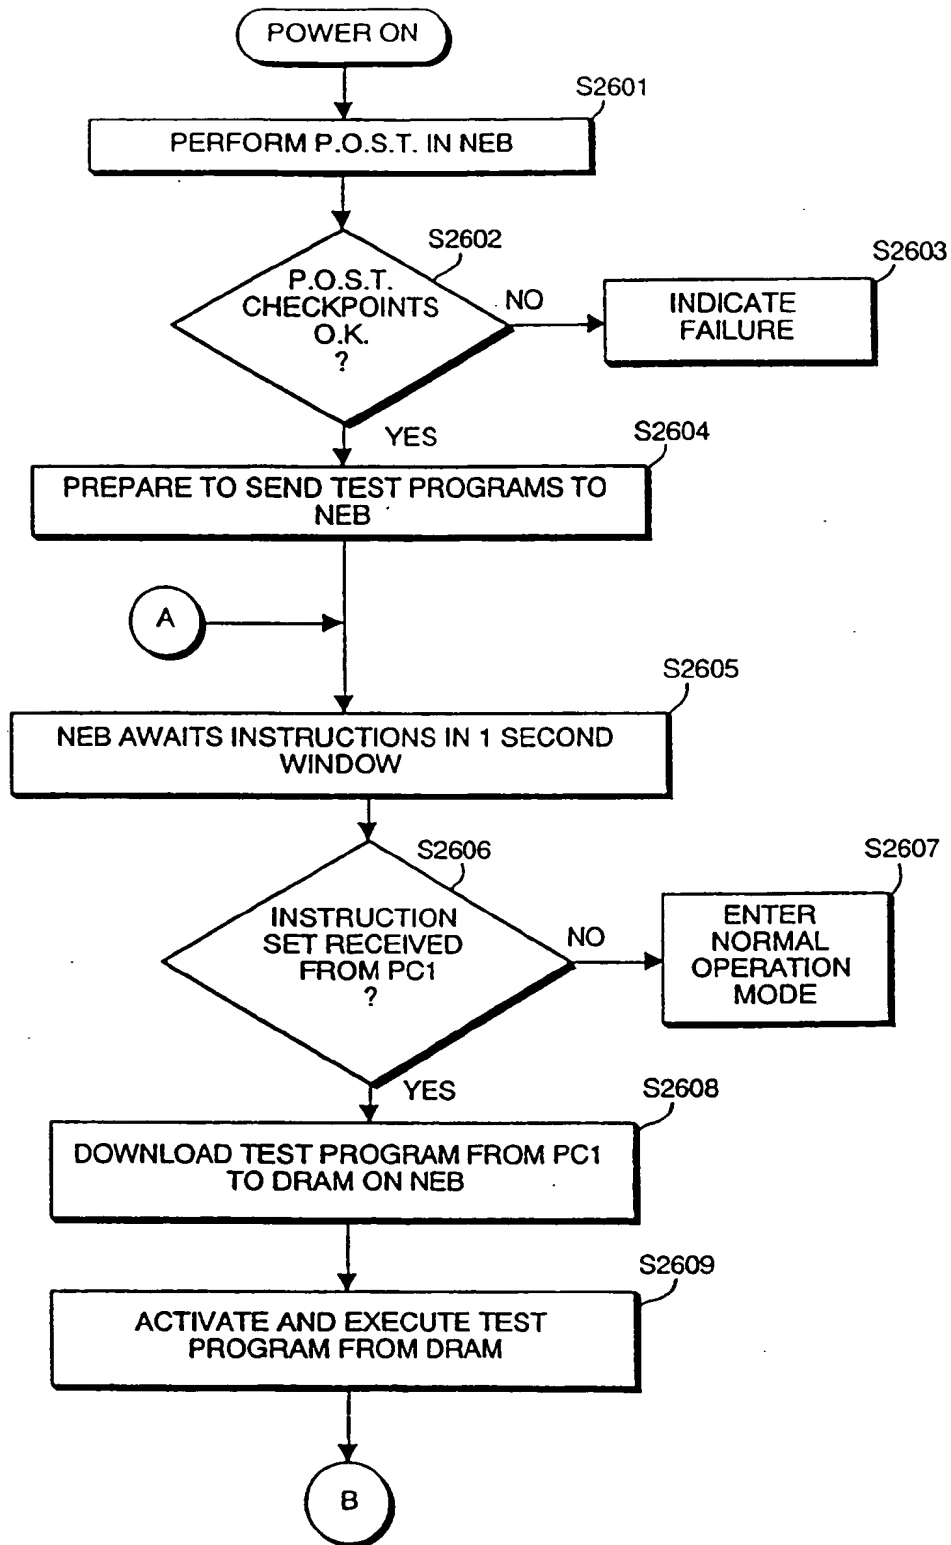 POWER ON
S2601
PERFORM P.O.S.T. IN NEB
S2602
P.O.S.T.
CHECKPOINTS
O.K.
?
NO
S2603
INDICATE
FAILURE
YES
S2604
PREPARE TO SEND TEST PROGRAMS TO
NEB
A
S2605
NEB AWAITS INSTRUCTIONS IN 1 SECOND
WINDOW
S2606
INSTRUCTION
SET RECEIVED
FROM PC1
?
NO
S2607
ENTER
NORMAL
OPERATION
MODE
YES
S2608
DOWNLOAD TEST PROGRAM FROM PC1
TO DRAM ON NEB
S2609
ACTIVATE AND EXECUTE TEST
PROGRAM FROM DRAM
B